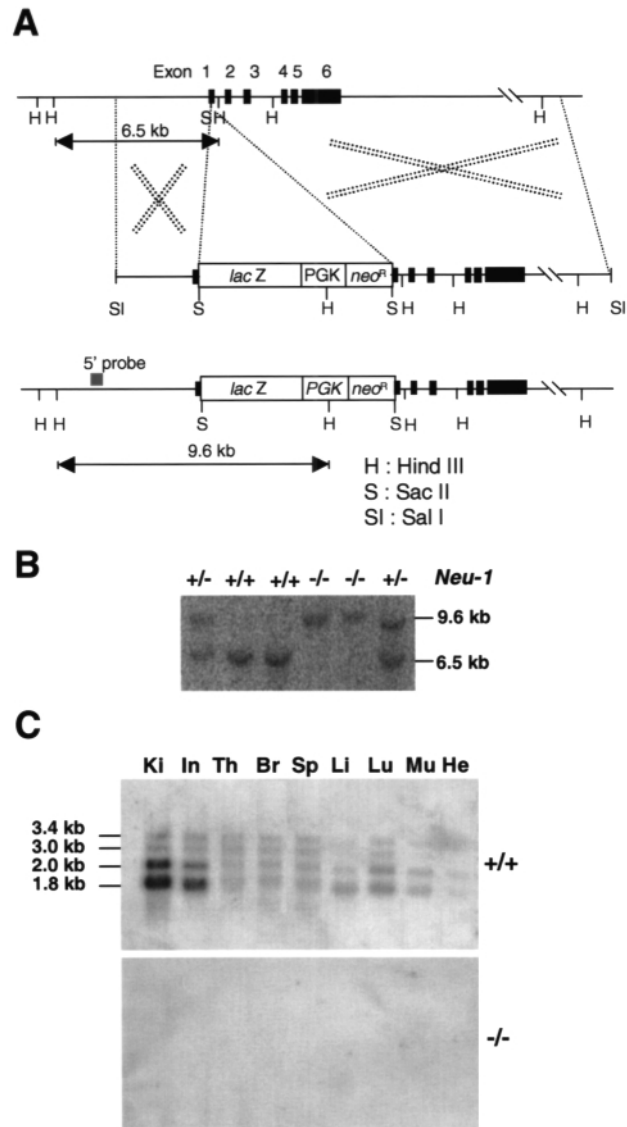 A
Exon 1 2 3 4 5 6
H H S H H H
6.5 kb
lac Z PGK neoR
SI S H S H H H SI
5' probe
lac Z PGK neoR
H H S H S H H H
9.6 kb
H : Hind III
S : Sac II
SI : Sal I
B
+/- +/+ +/+ -/- -/- +/- Neu-1
9.6 kb
6.5 kb
C
Ki In Th Br Sp Li Lu Mu He
3.4 kb
3.0 kb
2.0 kb
1.8 kb
+/+
-/-